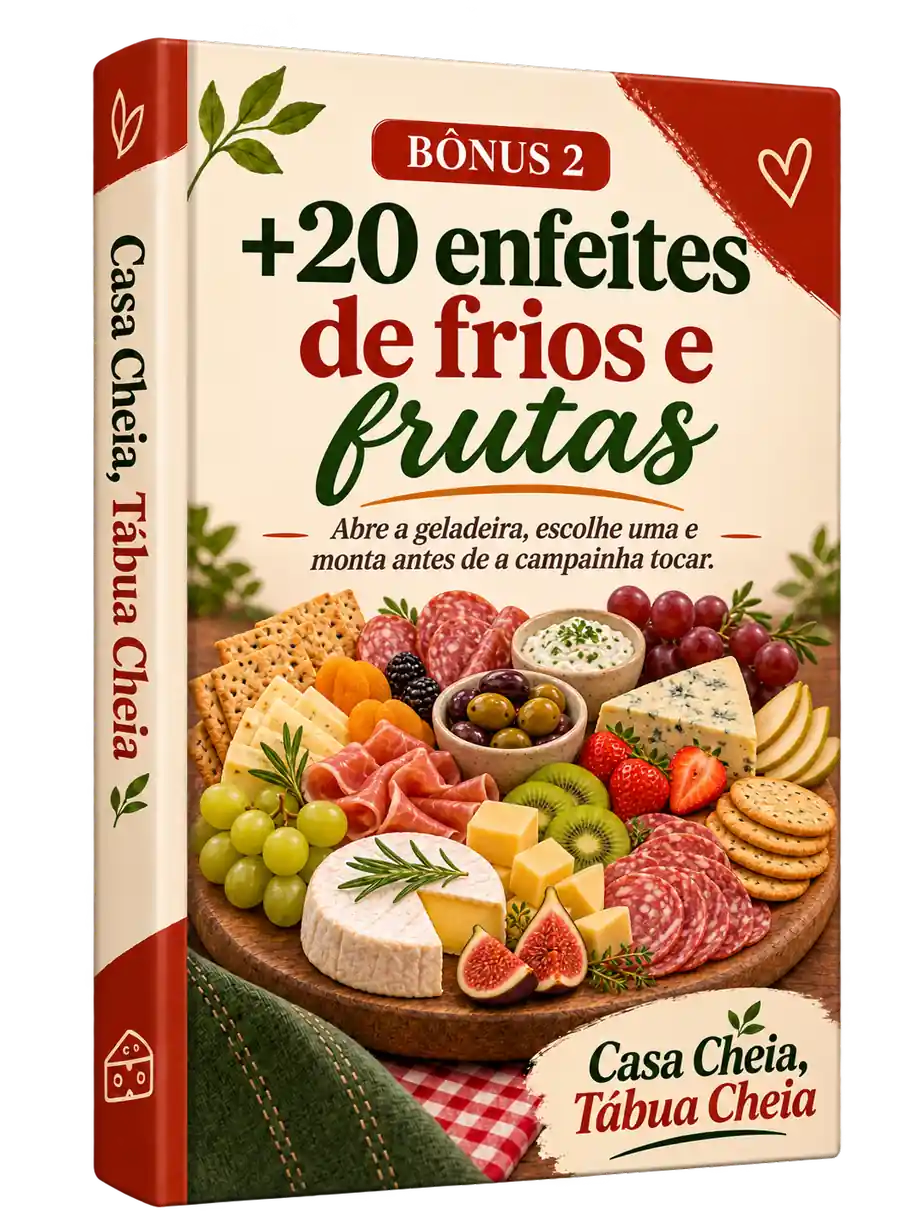 BÔNUS 2
+20 enfeites
de frios e
frutas
Abre a geladeira, escolhe uma e
monta antes de a campainha tocar.
Casa Cheia,
Tábua Cheia
Casa Cheia, Tábua Cheia